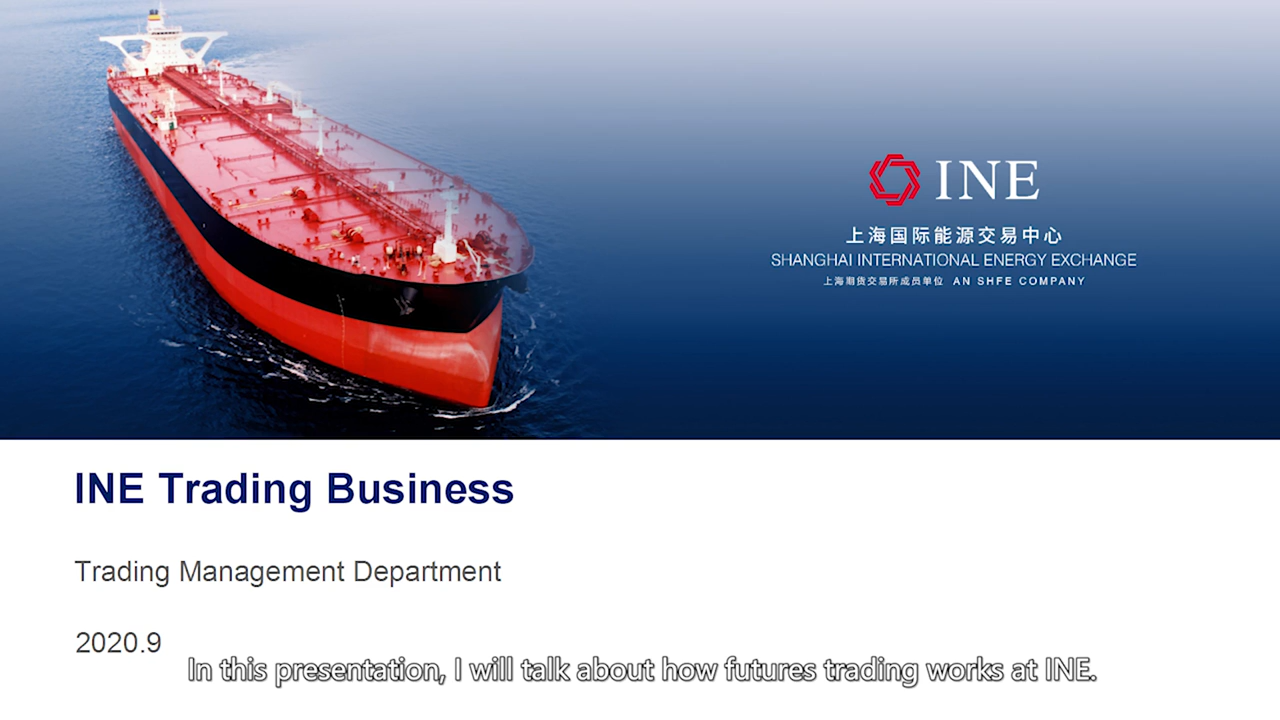 INE
上海国际能源交易中心
SHANGHAI INTERNATIONAL ENERGY EXCHANGE
上海期货交易所成员单位 AN SHFE COMPANY
INE Trading Business
Trading Management Department
2020.9
In this presentation, I will talk about how futures trading works at INE.